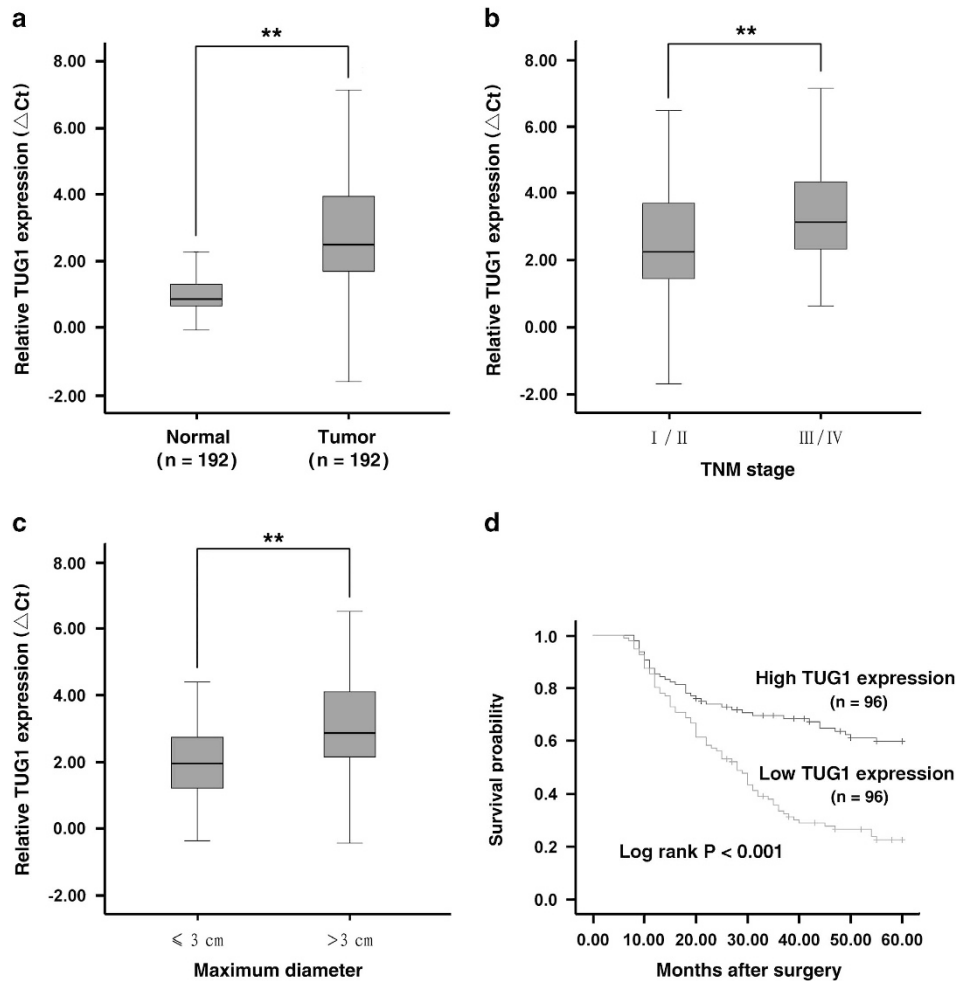 a
**
8.00
6.00
4.00
2.00
0.00
-2.00
Relative TUG1 expression (△Ct)
Normal Tumor
(n = 192) (n = 192)
b
**
8.00
6.00
4.00
2.00
0.00
-2.00
Relative TUG1 expression (△Ct)
Ⅰ / Ⅱ Ⅲ/Ⅳ
TNM stage
c
**
8.00
6.00
4.00
2.00
0.00
-2.00
Relative TUG1 expression (△Ct)
⩽ 3 cm >3 cm
Maximum diameter
d
1.0
0.8
0.6
0.4
0.2
0.0
Survival proability
High TUG1 expression
(n = 96)
Low TUG1 expression
(n = 96)
Log rank P < 0.001
0.00 10.00 20.00 30.00 40.00 50.00 60.00
Months after surgery